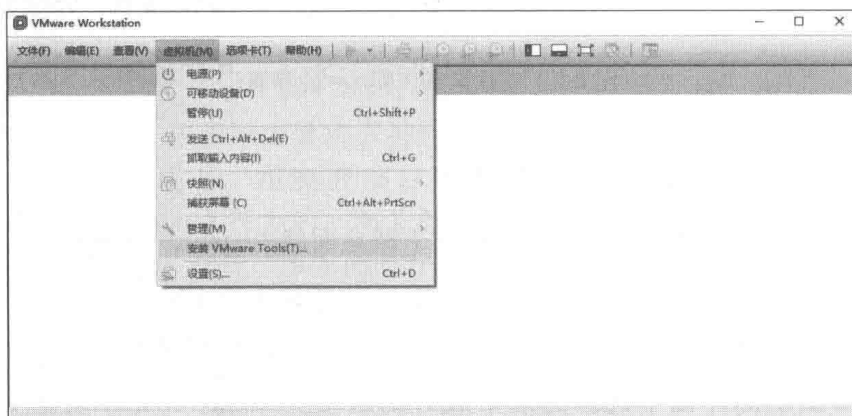 VMware Workstation
文件(F) 编辑(E) 查看(V) 虚拟机(M) 选项卡(T) 帮助(H)
电源(P)
可移动设备(D)
暂停(U) Ctrl+Shift+P
发送 Ctrl+Alt+Del(E)
抓取输入内容(I) Ctrl+G
快照(N)
捕获屏幕 (C) Ctrl+Alt+PrtScn
管理(M)
安装 VMware Tools(T)...
设置(S)... Ctrl+D